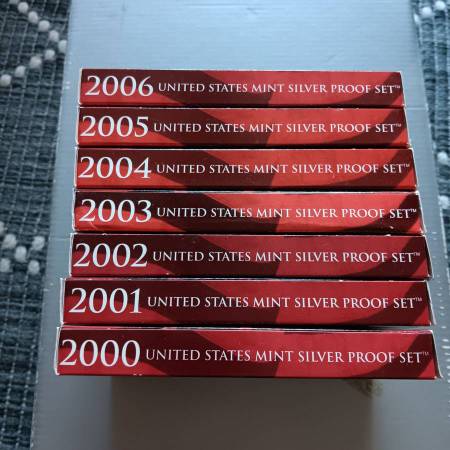 2006 UNITED STATES MINT SILVER PROOF SET™
2005 UNITED STATES MINT SILVER PROOF SET™
2004 UNITED STATES MINT SILVER PROOF SET™
2003 UNITED STATES MINT SILVER PROOF SET™
2002 UNITED STATES MINT SILVER PROOF SET™
2001 UNITED STATES MINT SILVER PROOF SET™
2000 UNITED STATES MINT SILVER PROOF SET™